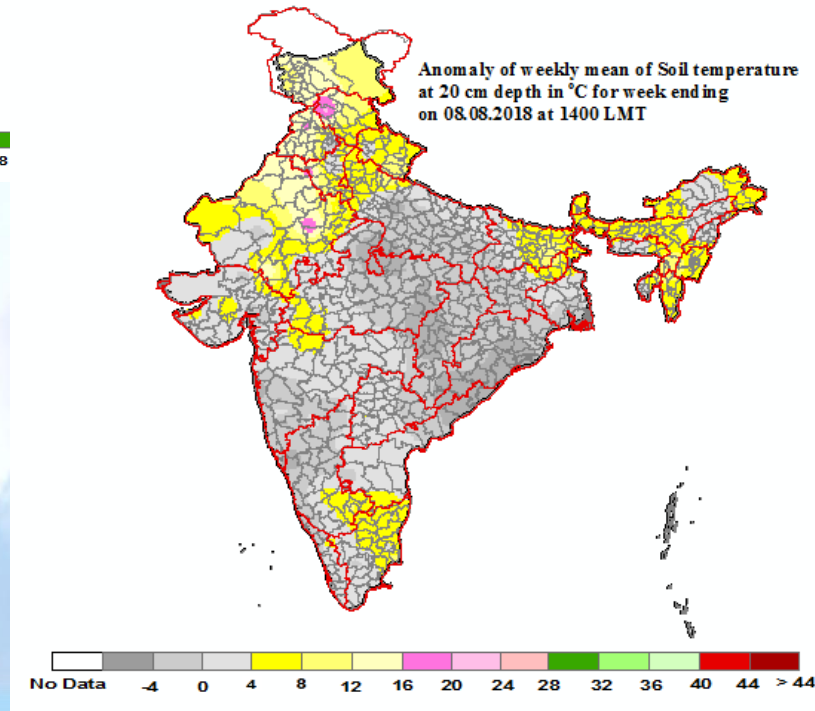 Anomaly of weekly mean of Soil temperature
at 20 cm depth in °C for week ending
on 08.08.2018 at 1400 LMT
8
No Data -4 0 4 8 12 16 20 24 28 32 36 40 44 > 44